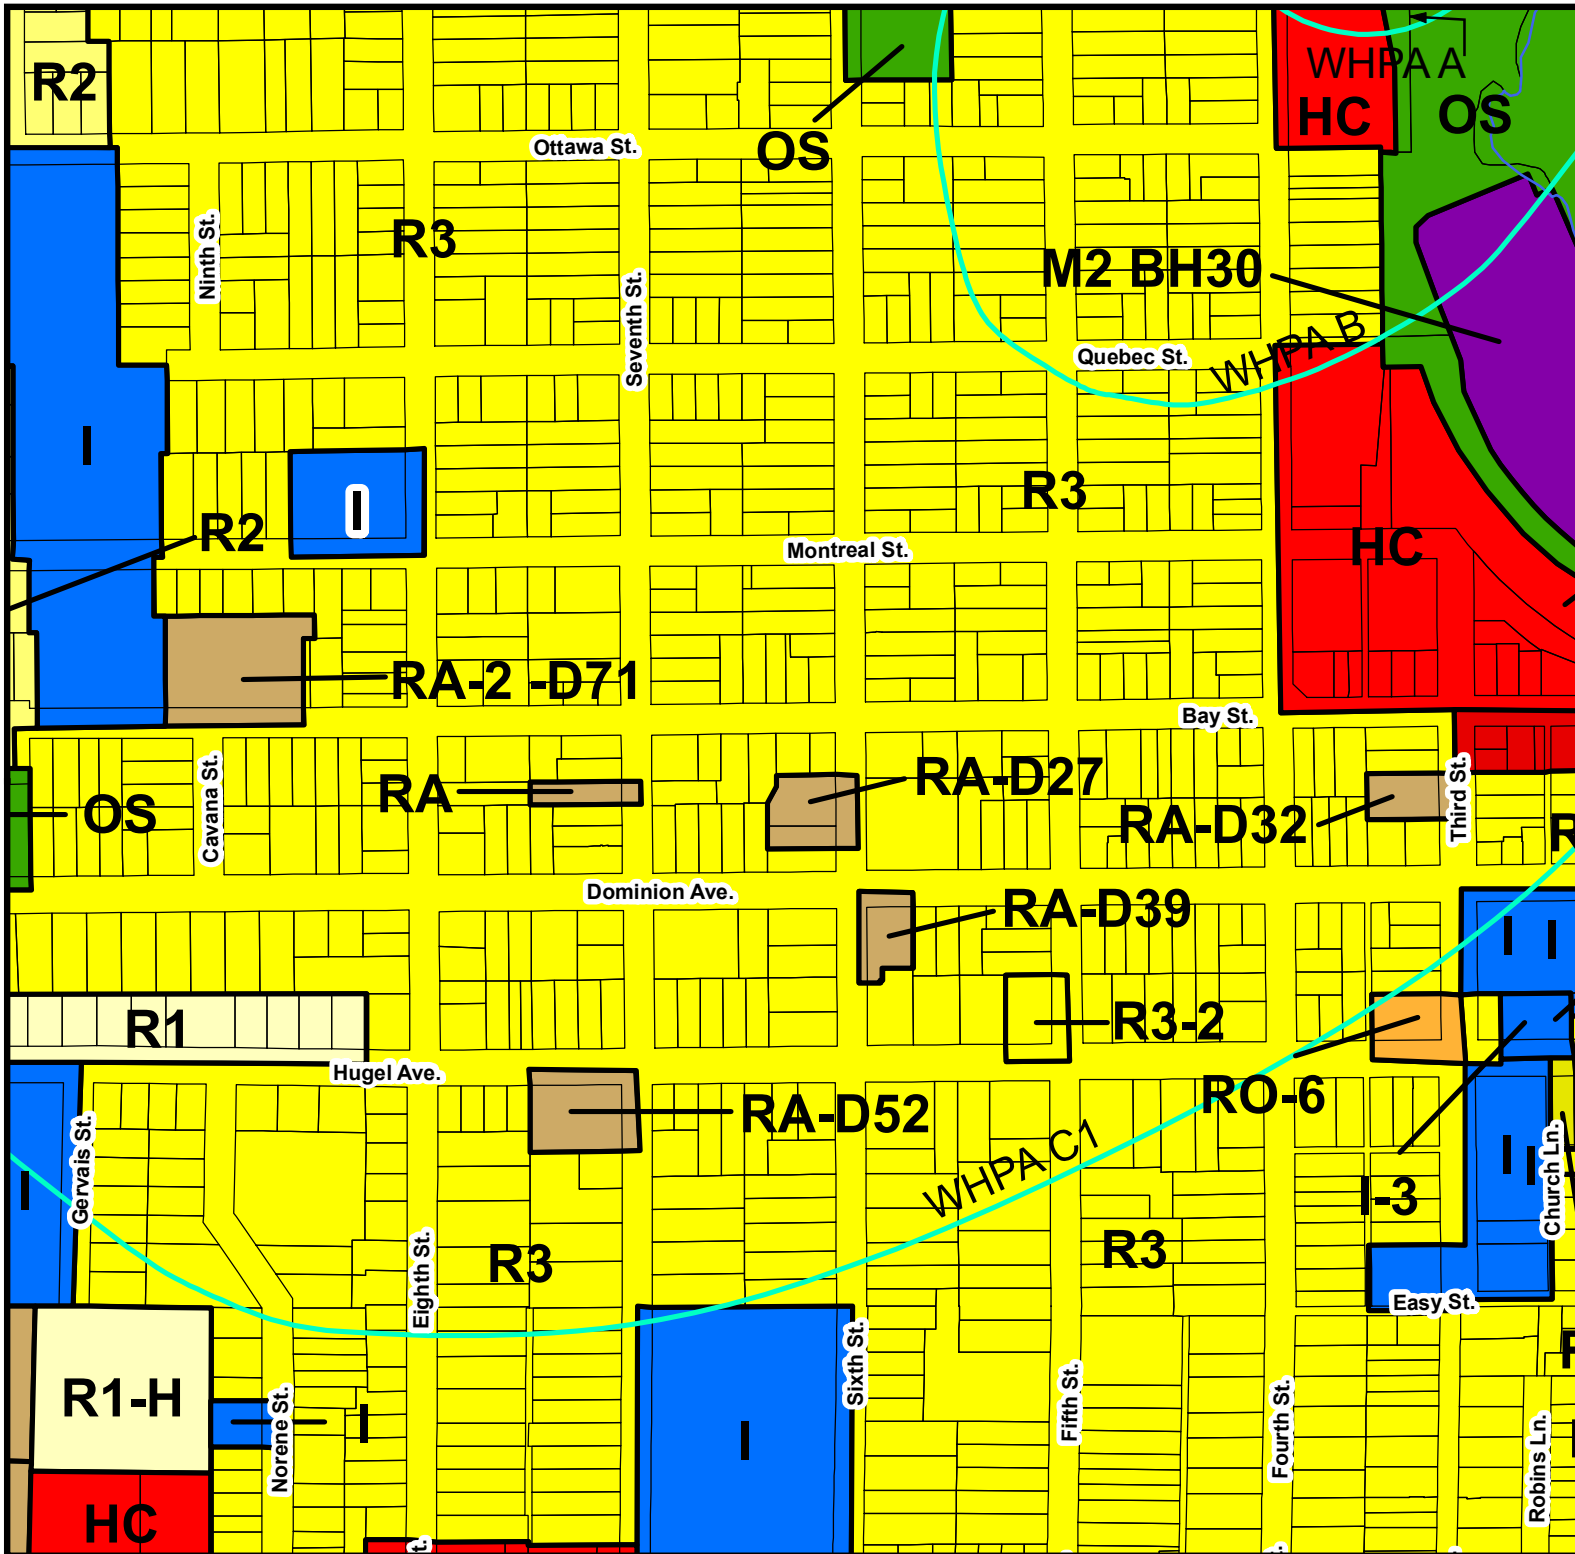 WHPA A
R2
HC
OS
Ottawa St.
OS
Ninth St.
R3
M2 BH30
Seventh St.
WHPA B
Quebec St.
I
R3
I
R2
Montreal St.
HC
RA-2 -D71
Bay St.
Cavana St.
RA
RA-D27
Third St.
OS
RA-D32
R
Dominion Ave.
RA-D39
I
I
R1
R3-2
Hugel Ave.
RO-6
RA-D52
Gervais St.
WHPA C1
I
I
I
Church Ln.
I-3
Eighth St.
R3
R3
Easy St.
Sixth St.
R1-H
Norene St.
I
I
Fifth St.
Fourth St.
Robins Ln.
HC
t.